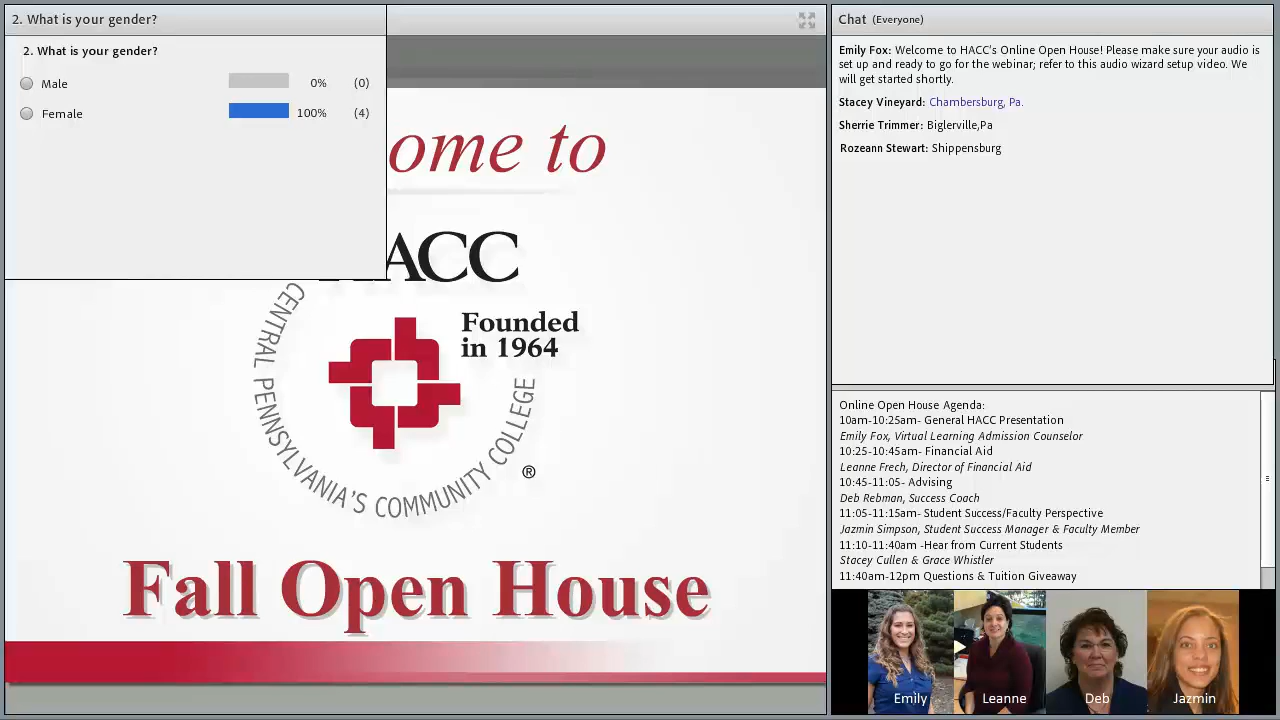 2. What is your gender?
2. What is your gender?
Male 0% (0)
Female 100% (4)
ome to
ACC
CENTRAL PENNSYLVANIA'S COMMUNITY COLLEGE
Founded
in 1964
®
Fall Open House
Chat (Everyone)
Emily Fox: Welcome to HACC's Online Open House! Please make sure your audio is
set up and ready to go for the webinar; refer to this audio wizard setup video. We
will get started shortly.
Stacey Vineyard: Chambersburg, Pa.
Sherrie Trimmer: Biglerville,Pa
Rozeann Stewart: Shippensburg
Online Open House Agenda:
10am-10:25am- General HACC Presentation
Emily Fox, Virtual Learning Admission Counselor
10:25-10:45am- Financial Aid
Leanne Frech, Director of Financial Aid
10:45-11:05- Advising
Deb Rebman, Success Coach
11:05-11:15am- Student Success/Faculty Perspective
Jazmin Simpson, Student Success Manager & Faculty Member
11:10-11:40am -Hear from Current Students
Stacey Cullen & Grace Whistler
11:40am-12pm Questions & Tuition Giveaway
Emily Leanne Deb Jazmin